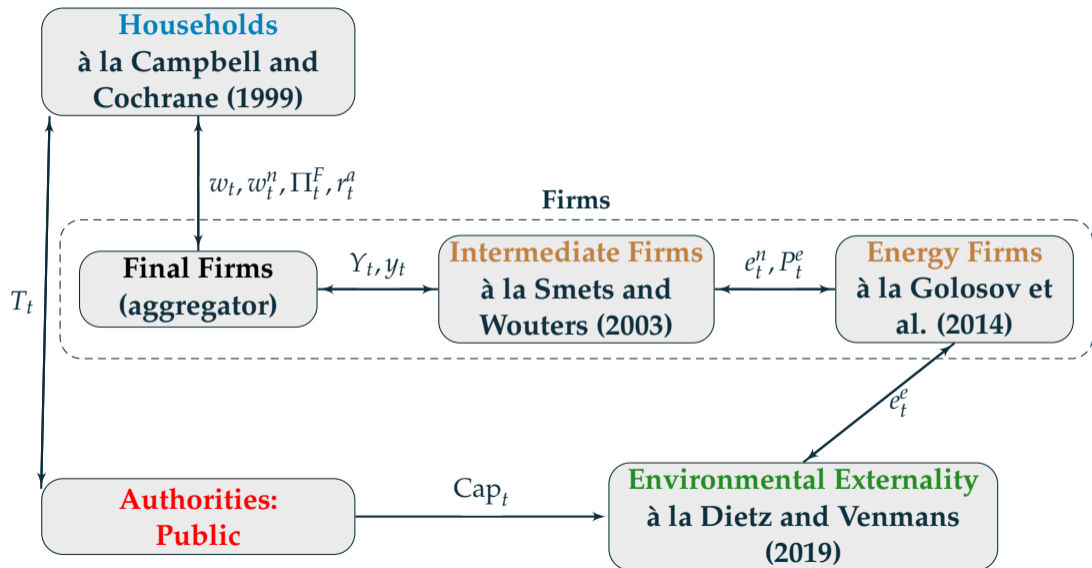 Households
à la Campbell and
Cochrane (1999)
w_t, w_t^n, Π_t^F, r_t^a
Firms
Final Firms
(aggregator)
Y_t, y_t
Intermediate Firms
à la Smets and
Wouters (2003)
e_t^n, P_t^e
Energy Firms
à la Golosov et
al. (2014)
T_t
e_t^e
Authorities:
Public
Cap_t
Environmental Externality
à la Dietz and Venmans
(2019)